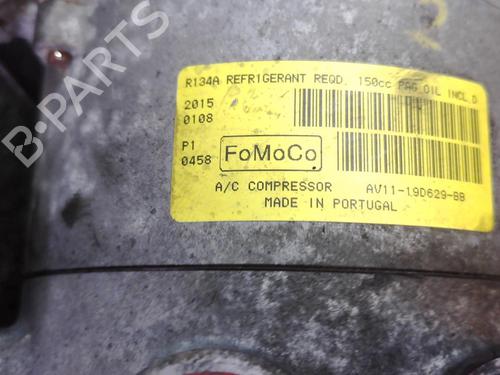 R134A REFRIGERANT REQD. 150cc PAG OIL INCL.D
2015
0108
P1
0458
FoMoCo
A/C COMPRESSOR AV11-19D629-BB
MADE IN PORTUGAL
B-PARTS
2